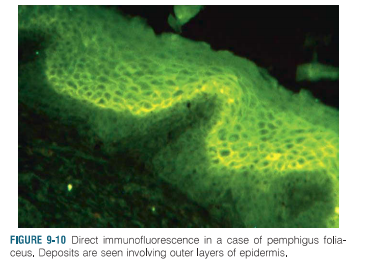 FIGURE 9-10 Direct immunofluorescence in a case of pemphigus folia-
ceus. Deposits are seen involving outer layers of epidermis.